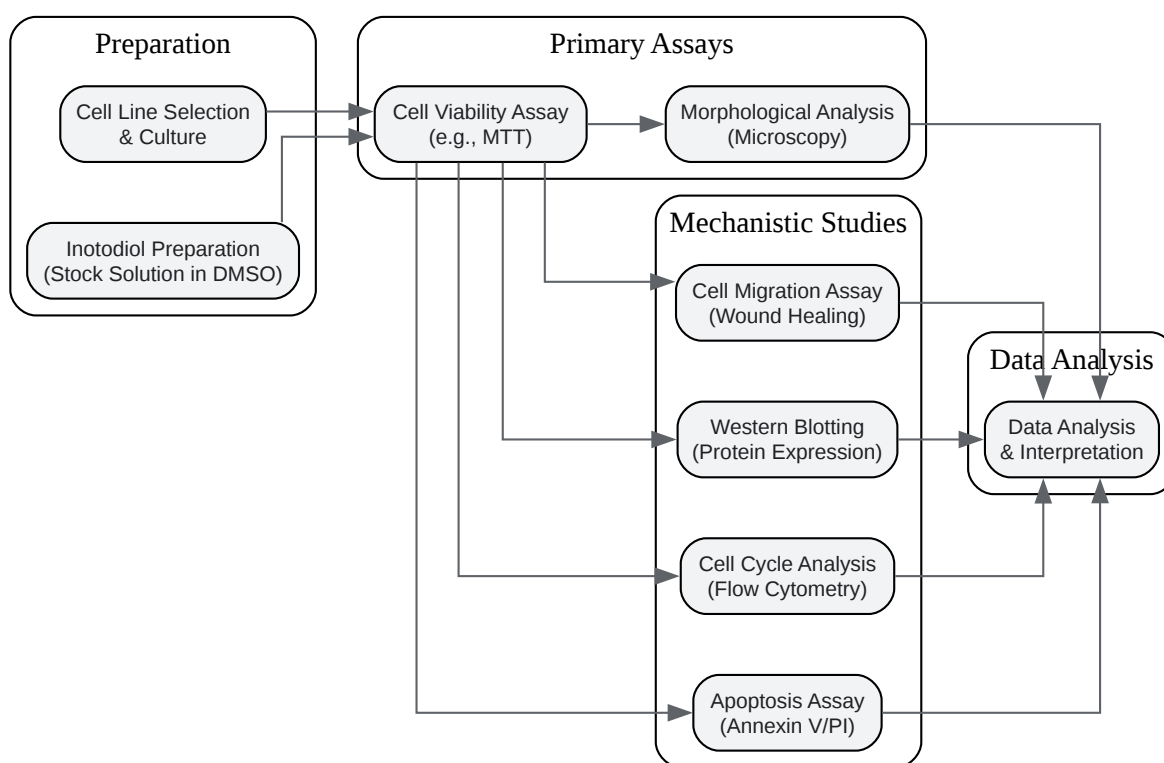 Preparation
Cell Line Selection
& Culture
Inotodiol Preparation
(Stock Solution in DMSO)
Primary Assays
Cell Viability Assay
(e.g., MTT)
Morphological Analysis
(Microscopy)
Mechanistic Studies
Cell Migration Assay
(Wound Healing)
Western Blotting
(Protein Expression)
Cell Cycle Analysis
(Flow Cytometry)
Apoptosis Assay
(Annexin V/PI)
Data Analysis
Data Analysis
& Interpretation